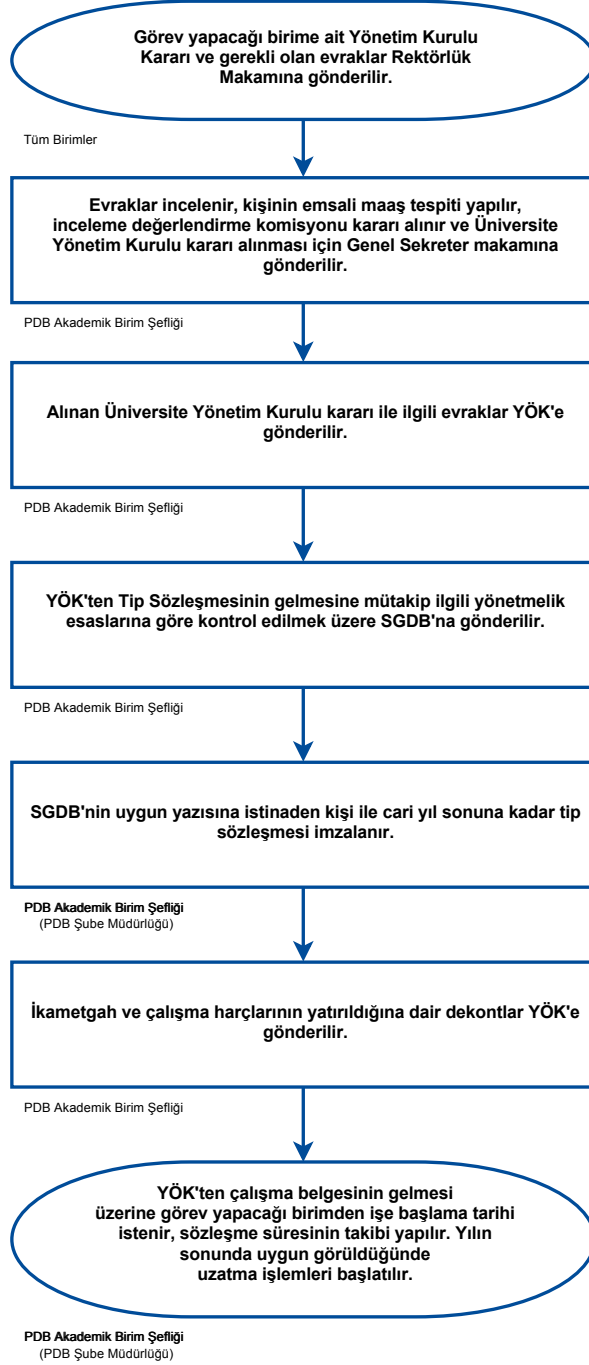 Görev yapacağı birime ait Yönetim Kurulu
Kararı ve gerekli olan evraklar Rektörlük
Makamına gönderilir.
Tüm Birimler
Evraklar incelenir, kişinin emsali maaş tespiti yapılır,
inceleme değerlendirme komisyonu kararı alınır ve Üniversite
Yönetim Kurulu kararı alınması için Genel Sekreter makamına
gönderilir.
PDB Akademik Birim Şefliği
Alınan Üniversite Yönetim Kurulu kararı ile ilgili evraklar YÖK'e
gönderilir.
PDB Akademik Birim Şefliği
YÖK'ten Tip Sözleşmesinin gelmesine mütakip ilgili yönetmelik
esaslarına göre kontrol edilmek üzere SGDB'na gönderilir.
PDB Akademik Birim Şefliği
SGDB'nin uygun yazısına istinaden kişi ile cari yıl sonuna kadar tip
sözleşmesi imzalanır.
PDB Akademik Birim Şefliği
(PDB Şube Müdürlüğü)
İkametgah ve çalışma harçlarının yatırıldığına dair dekontlar YÖK'e
gönderilir.
PDB Akademik Birim Şefliği
YÖK'ten çalışma belgesinin gelmesi
üzerine görev yapacağı birimden işe başlama tarihi
istenir, sözleşme süresinin takibi yapılır. Yılın
sonunda uygun görüldüğünde
uzatma işlemleri başlatılır.
PDB Akademik Birim Şefliği
(PDB Şube Müdürlüğü)